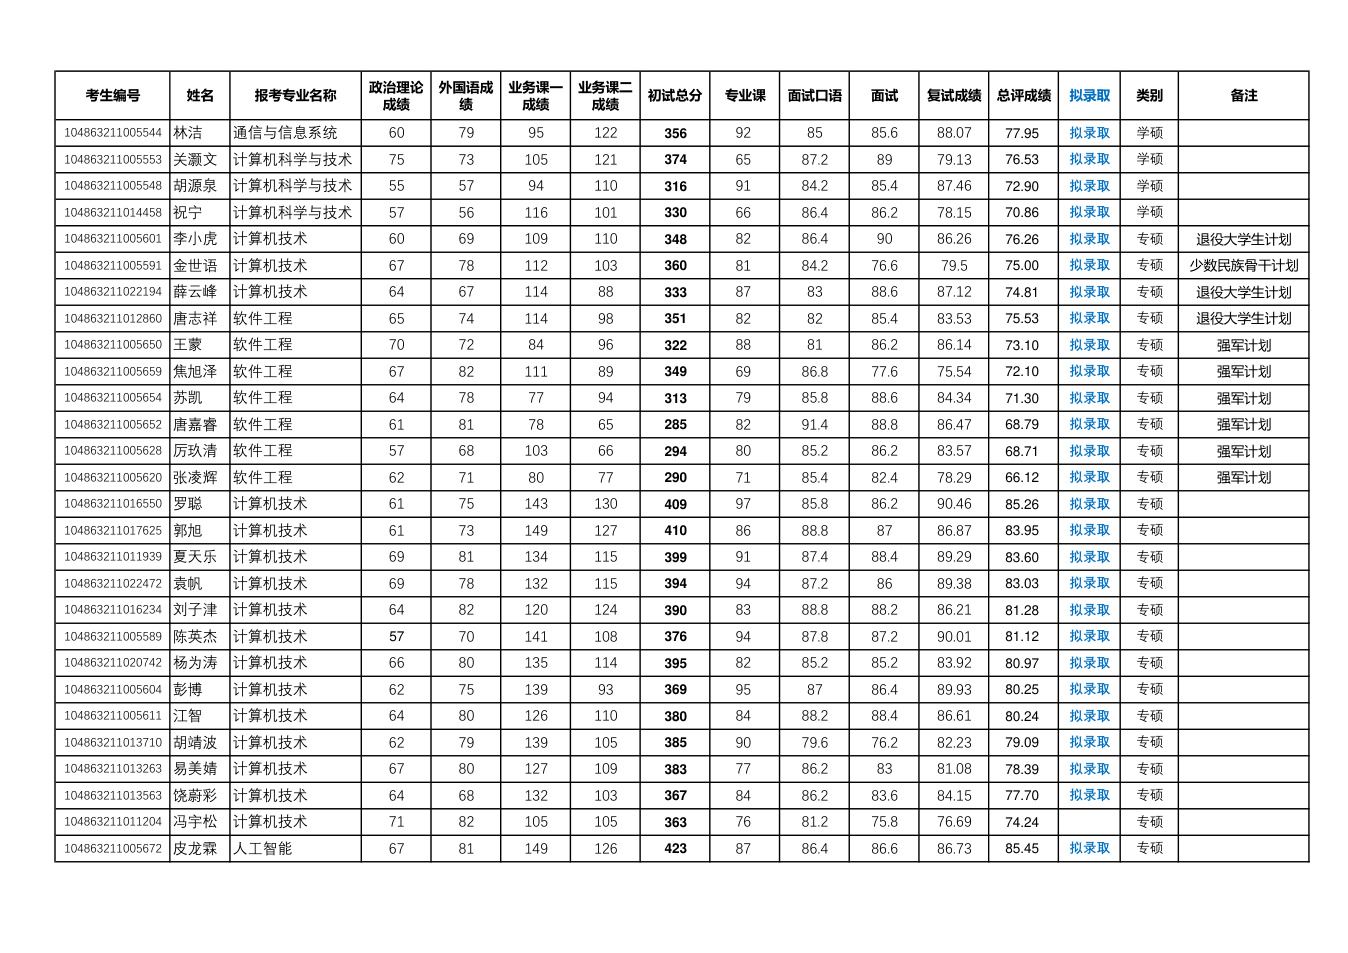 考生编号 姓名 报考专业名称 政治理论成绩 外国语成绩 业务课一成绩 业务课二成绩 初试总分 专业课 面试口语 面试 复试成绩 总评成绩 拟录取 类别 备注
104863211005544 林洁 通信与信息系统 60 79 95 122 356 92 85 85.6 88.07 77.95 拟录取 学硕
104863211005553 关灏文 计算机科学与技术 75 73 105 121 374 65 87.2 89 79.13 76.53 拟录取 学硕
104863211005548 胡源泉 计算机科学与技术 55 57 94 110 316 91 84.2 85.4 87.46 72.90 拟录取 学硕
104863211014458 祝宁 计算机科学与技术 57 56 116 101 330 66 86.4 86.2 78.15 70.86 拟录取 学硕
104863211005601 李小虎 计算机技术 60 69 109 110 348 82 86.4 90 86.26 76.26 拟录取 专硕 退役大学生计划
104863211005591 金世语 计算机技术 67 78 112 103 360 81 84.2 76.6 79.5 75.00 拟录取 专硕 少数民族骨干计划
104863211022194 薛云峰 计算机技术 64 67 114 88 333 87 83 88.6 87.12 74.81 拟录取 专硕 退役大学生计划
104863211012860 唐志祥 软件工程 65 74 114 98 351 82 82 85.4 83.53 75.53 拟录取 专硕 退役大学生计划
104863211005650 王蒙 软件工程 70 72 84 96 322 88 81 86.2 86.14 73.10 拟录取 专硕 强军计划
104863211005659 焦旭泽 软件工程 67 82 111 89 349 69 86.8 77.6 75.54 72.10 拟录取 专硕 强军计划
104863211005654 苏凯 软件工程 64 78 77 94 313 79 85.8 88.6 84.34 71.30 拟录取 专硕 强军计划
104863211005652 唐嘉睿 软件工程 61 81 78 65 285 82 91.4 88.8 86.47 68.79 拟录取 专硕 强军计划
104863211005628 厉玖清 软件工程 57 68 103 66 294 80 85.2 86.2 83.57 68.71 拟录取 专硕 强军计划
104863211005620 张凌辉 软件工程 62 71 80 77 290 71 85.4 82.4 78.29 66.12 拟录取 专硕 强军计划
104863211016550 罗聪 计算机技术 61 75 143 130 409 97 85.8 86.2 90.46 85.26 拟录取 专硕
104863211017625 郭旭 计算机技术 61 73 149 127 410 86 88.8 87 86.87 83.95 拟录取 专硕
104863211011939 夏天乐 计算机技术 69 81 134 115 399 91 87.4 88.4 89.29 83.60 拟录取 专硕
104863211022472 袁帆 计算机技术 69 78 132 115 394 94 87.2 86 89.38 83.03 拟录取 专硕
104863211016234 刘子津 计算机技术 64 82 120 124 390 83 88.8 88.2 86.21 81.28 拟录取 专硕
104863211005589 陈英杰 计算机技术 57 70 141 108 376 94 87.8 87.2 90.01 81.12 拟录取 专硕
104863211020742 杨为涛 计算机技术 66 80 135 114 395 82 85.2 85.2 83.92 80.97 拟录取 专硕
104863211005604 彭博 计算机技术 62 75 139 93 369 95 87 86.4 89.93 80.25 拟录取 专硕
104863211005611 江智 计算机技术 64 80 126 110 380 84 88.2 88.4 86.61 80.24 拟录取 专硕
104863211013710 胡靖波 计算机技术 62 79 139 105 385 90 79.6 76.2 82.23 79.09 拟录取 专硕
104863211013263 易美婧 计算机技术 67 80 127 109 383 77 86.2 83 81.08 78.39 拟录取 专硕
104863211013563 饶蔚彩 计算机技术 64 68 132 103 367 84 86.2 83.6 84.15 77.70 拟录取 专硕
104863211011204 冯宇松 计算机技术 71 82 105 105 363 76 81.2 75.8 76.69 74.24 专硕
104863211005672 皮龙霖 人工智能 67 81 149 126 423 87 86.4 86.6 86.73 85.45 拟录取 专硕